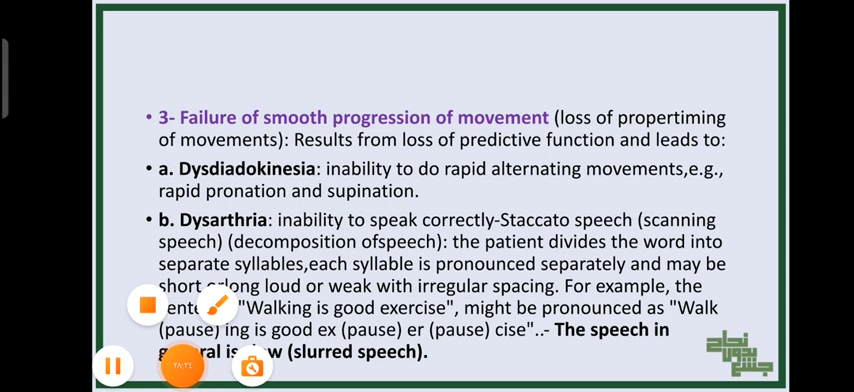 • 3- Failure of smooth progression of movement (loss of propertiming
of movements): Results from loss of predictive function and leads to:
• a. Dysdiadokinesia: inability to do rapid alternating movements,e.g.,
rapid pronation and supination.
• b. Dysarthria: inability to speak correctly-Staccato speech (scanning
speech) (decomposition ofspeech): the patient divides the word into
separate syllables,each syllable is pronounced separately and may be
short long loud or weak with irregular spacing. For example, the
"Walking is good exercise", might be pronounced as "Walk
(pause) ing is good ex (pause) er (pause) cise"..- The speech in
(slurred speech).
٢٨:٢٤